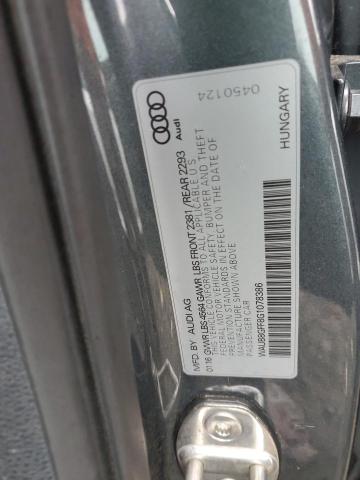 Audi
0450124
MFD. BY AUDI AG
01.16 GVWR LBS 4564 GAWR LBS FRONT 2381 / REAR 2293
THIS VEHICLE CONFORMS TO ALL APPLICABLE U.S.
FEDERAL MOTOR VEHICLE SAFETY, BUMPER AND THEFT
PREVENTION STANDARDS IN EFFECT ON THE DATE OF
MANUFACTURE SHOWN ABOVE
PASSENGER CAR
WAUB8GFF8G1078386
HUNGARY